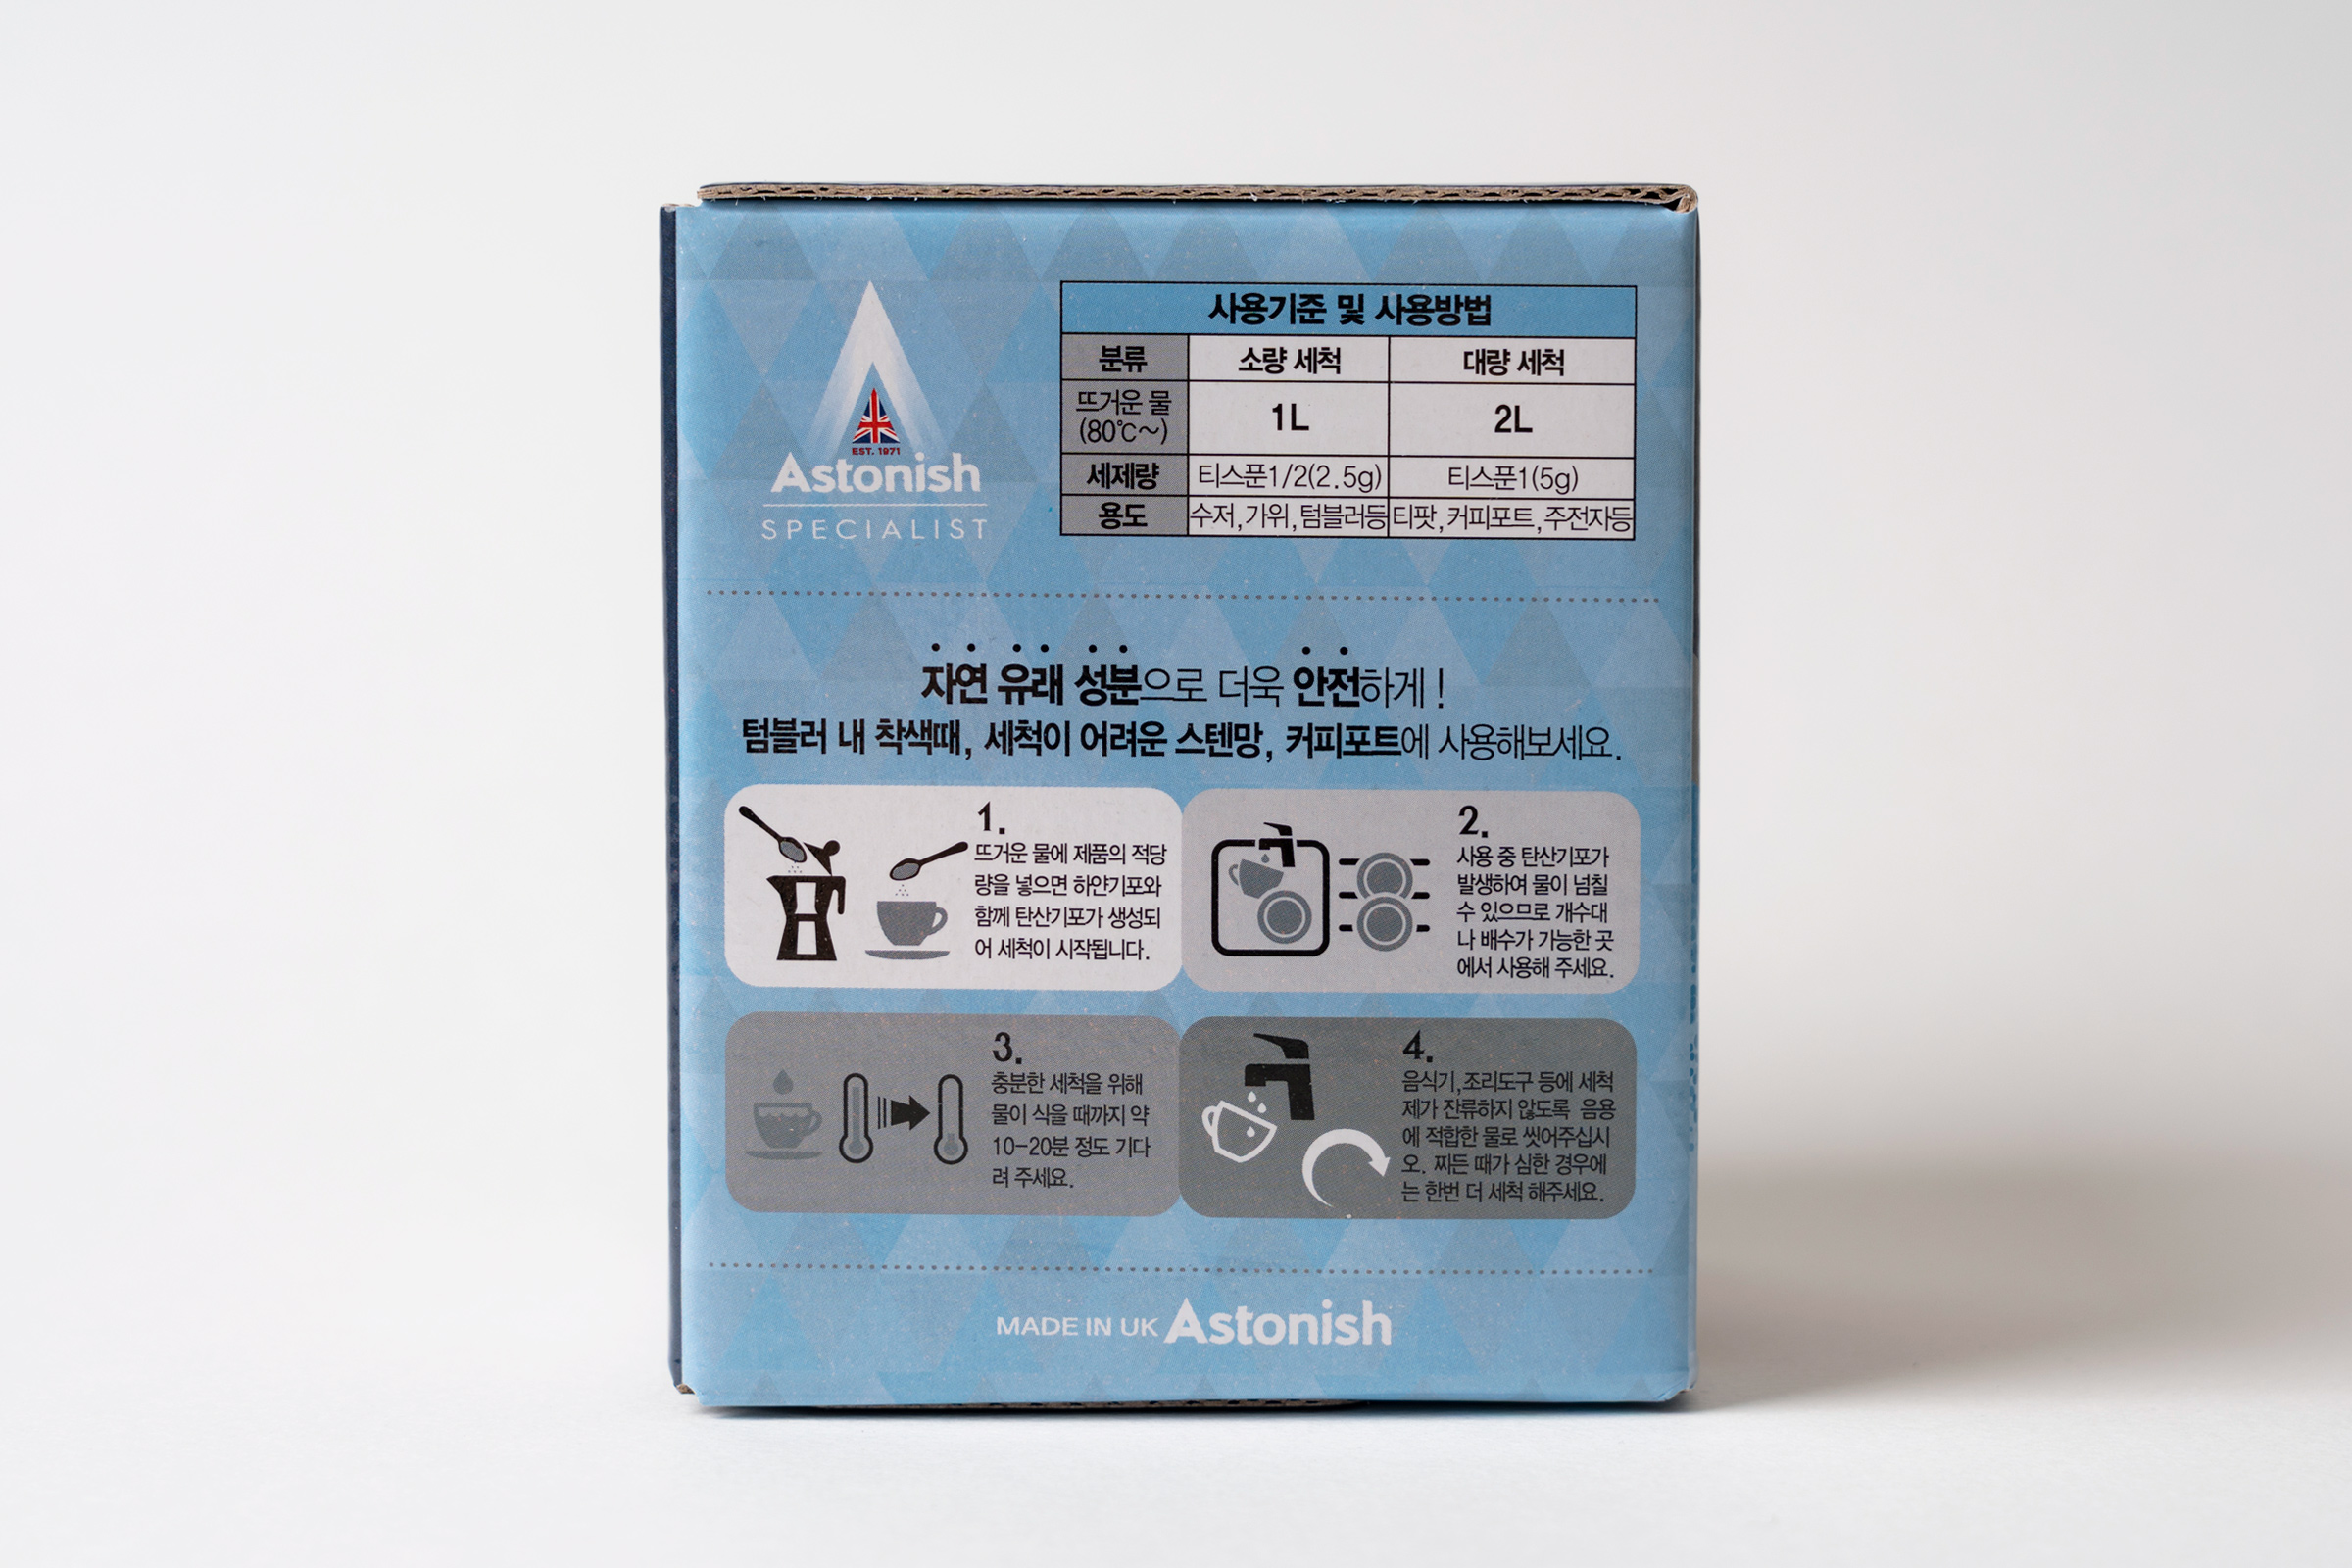 EST. 1971
Astonish
SPECIALIST
사용기준 및 사용방법
분류 소량 세척 대량 세척
뜨거운 물
(80℃~) 1L 2L
세제량 티스푼1/2(2.5g) 티스푼1(5g)
용도 수저,가위,텀블러등 티팟,커피포트,주전자등
자연 유래 성분으로 더욱 안전하게 !
텀블러 내 착색때, 세척이 어려운 스텐망, 커피포트에 사용해보세요.
1.
뜨거운 물에 제품의 적당
량을 넣으면 하얀기포와
함께 탄산기포가 생성되
어 세척이 시작됩니다.
2.
사용 중 탄산기포가
발생하여 물이 넘칠
수 있으므로 개수대
나 배수가 가능한 곳
에서 사용해 주세요.
3.
충분한 세척을 위해
물이 식을 때까지 약
10-20분 정도 기다
려 주세요.
4.
음식기,조리도구 등에 세척
제가 잔류하지 않도록 음용
에 적합한 물로 씻어주십시
오. 찌든 때가 심한 경우에
는 한번 더 세척 해주세요.
MADE IN UK Astonish